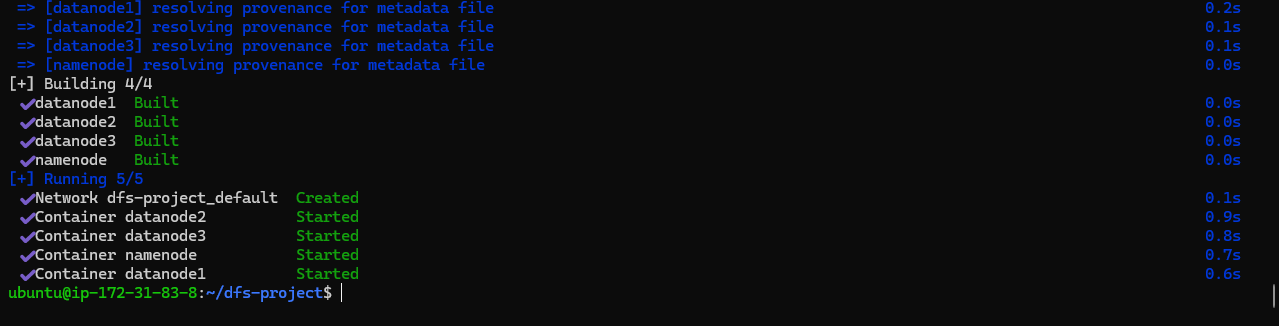 => [datanode1] resolving provenance for metadata file 0.2s
=> [datanode2] resolving provenance for metadata file 0.1s
=> [datanode3] resolving provenance for metadata file 0.1s
=> [namenode] resolving provenance for metadata file 0.0s
[+] Building 4/4
✔datanode1 Built 0.0s
✔datanode2 Built 0.0s
✔datanode3 Built 0.0s
✔namenode Built 0.0s
[+] Running 5/5
✔Network dfs-project_default Created 0.1s
✔Container datanode2 Started 0.9s
✔Container datanode3 Started 0.8s
✔Container namenode Started 0.7s
✔Container datanode1 Started 0.6s
ubuntu@ip-172-31-83-8:~/dfs-project$